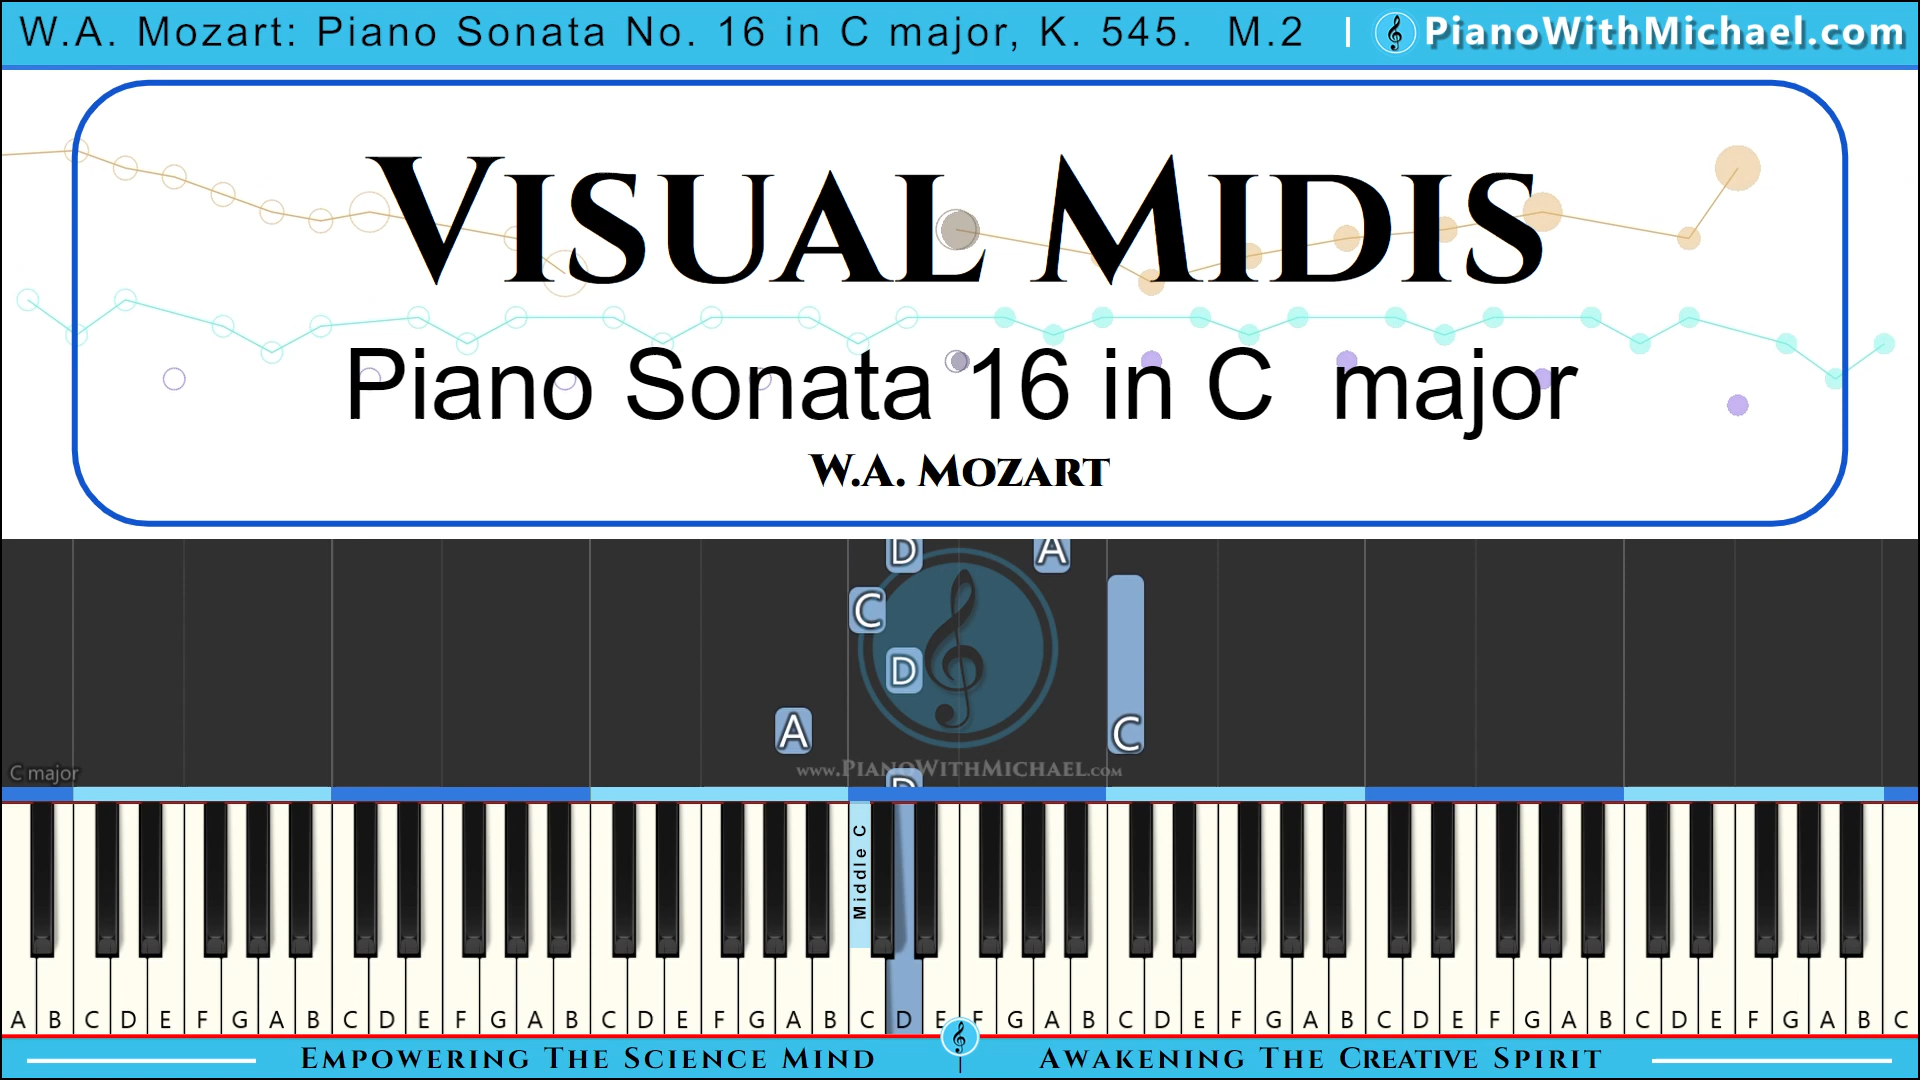 W.A. Mozart: Piano Sonata No. 16 in C major, K. 545. M.2 | PianoWithMichael.com
Visual Midis
Piano Sonata 16 in C major
W.A. Mozart
D A
C
D
A C
C major
www.PianoWithMichael.com
D
Middle C
A B C D E F G A B C D E F G A B C D E F G A B C D E F G A B C D E F G A B C D E F G A B C D E F G A B C
Empowering The Science Mind
Awakening The Creative Spirit